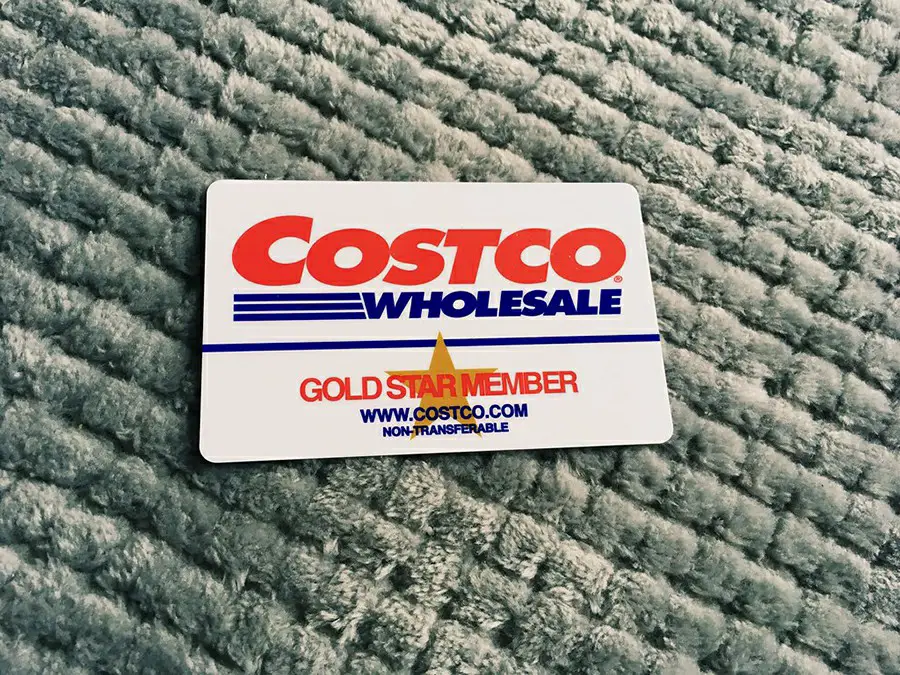 COSTCO®
WHOLESALE
GOLD STAR MEMBER
WWW.COSTCO.COM
NON-TRANSFERABLE